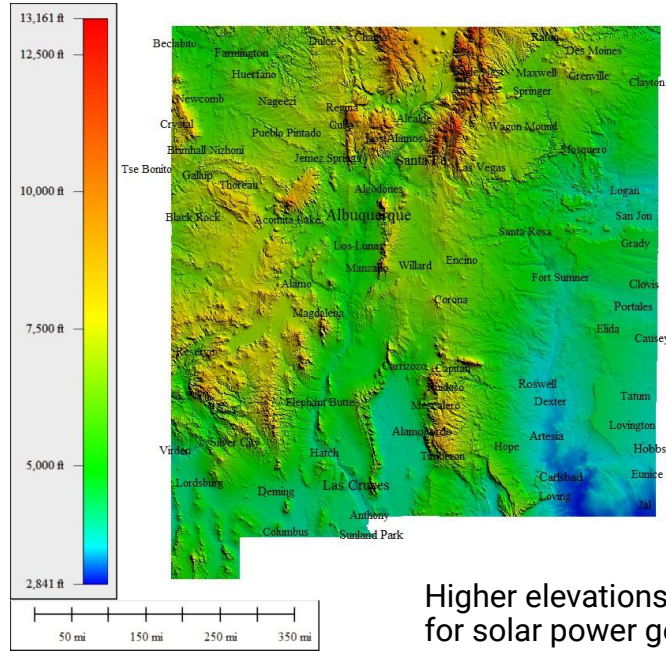 13,161 ft
12,500 ft
10,000 ft
7,500 ft
5,000 ft
2,841 ft
50 mi 150 mi 250 mi 350 mi
Beclabito Dulce Chama Raton
Farmington Des Moines
Huerfano Maxwell Grenville Clayton
Newcomb Nageezi Springer
Regina
Crystal Cuba Alcalde
Pueblo Pintado Los Alamos Wagon Mound
Brimhall Nizhoni Mosquero
Jemez Springs Santa Fe
Tse Bonito Las Vegas
Gallup
Thoreau Algodones Logan
Black Rock Acomita Lake Albuquerque San Jon
Santa Rosa
Los Lunas Grady
Manzano Willard Encino
Alamo Fort Sumner Clovis
Corona
Magdalena Portales
Elida
Causey
Reserve
Carrizozo Capitan
Ruidoso Roswell
Elephant Butte Mescalero Dexter Tatum
Alamogordo Artesia Lovington
Virden Silver City Hatch Timberon Hope Hobbs
Lordsburg Deming Las Cruces Carlsbad Eunice
Loving Jal
Anthony
Columbus Sunland Park
Higher elevations
for solar power ge